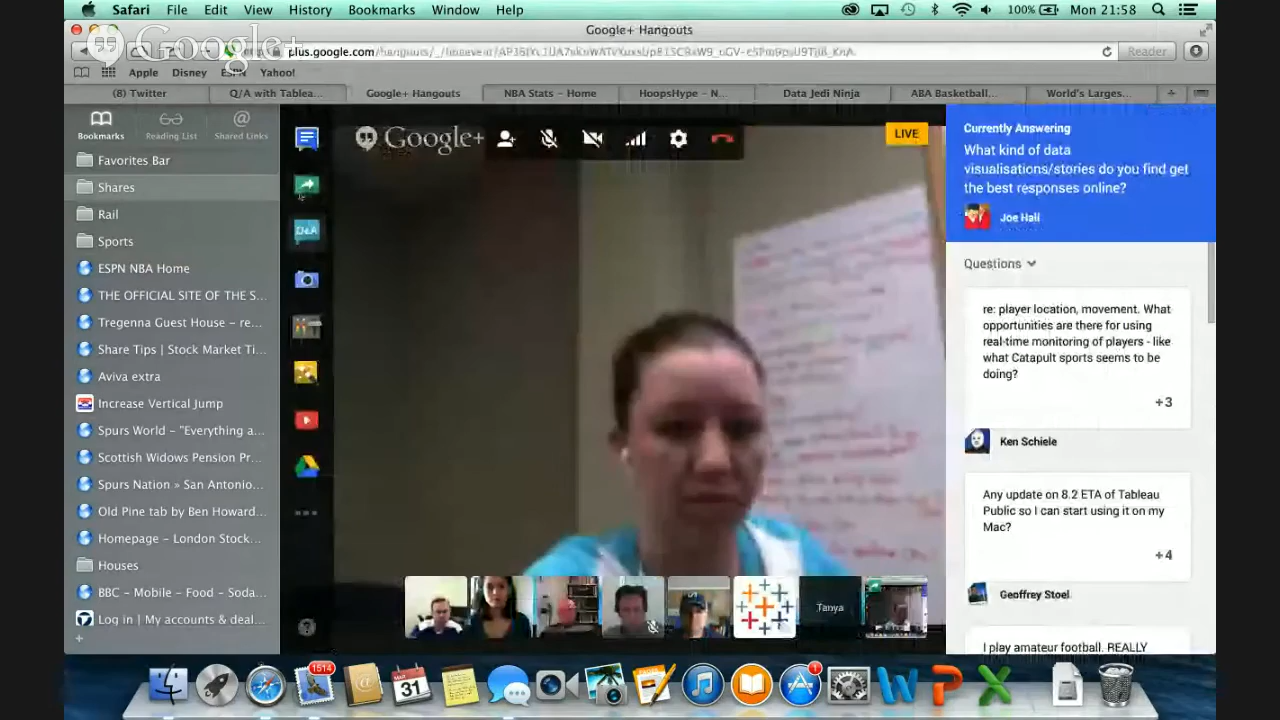 Safari File Edit View History Bookmarks Window Help 100% Mon 21:58
Google+ Hangouts
Google+
Reader
Apple Disney ESPN Yahoo!
(8) Twitter Q/A with Tablea... Google+ Hangouts NBA Stats - Home HoopsHype - N... Data Jedi Ninja ABA Basketball... World's Larges...
Bookmarks Reading List Shared Links
Favorites Bar
Shares
Rail
Sports
ESPN NBA Home
THE OFFICIAL SITE OF THE S...
Tregenna Guest House - re...
Share Tips | Stock Market Ti...
Aviva extra
Increase Vertical Jump
Spurs World - "Everything a...
Scottish Widows Pension Pr...
Spurs Nation » San Antonio...
Old Pine tab by Ben Howard...
Homepage - London Stock...
Houses
BBC - Mobile - Food - Soda...
Log in | My accounts & deal...
Google+
LIVE
Q&A
Tanya
Currently Answering
What kind of data
visualisations/stories do you find get
the best responses online?
Joe Hall
Questions
re: player location, movement. What
opportunities are there for using
real-time monitoring of players - like
what Catapult sports seems to be
doing?
+3
Ken Schiele
Any update on 8.2 ETA of Tableau
Public so I can start using it on my
Mac?
+4
Geoffrey Stoel
I play amateur football. REALLY
1514
31
1